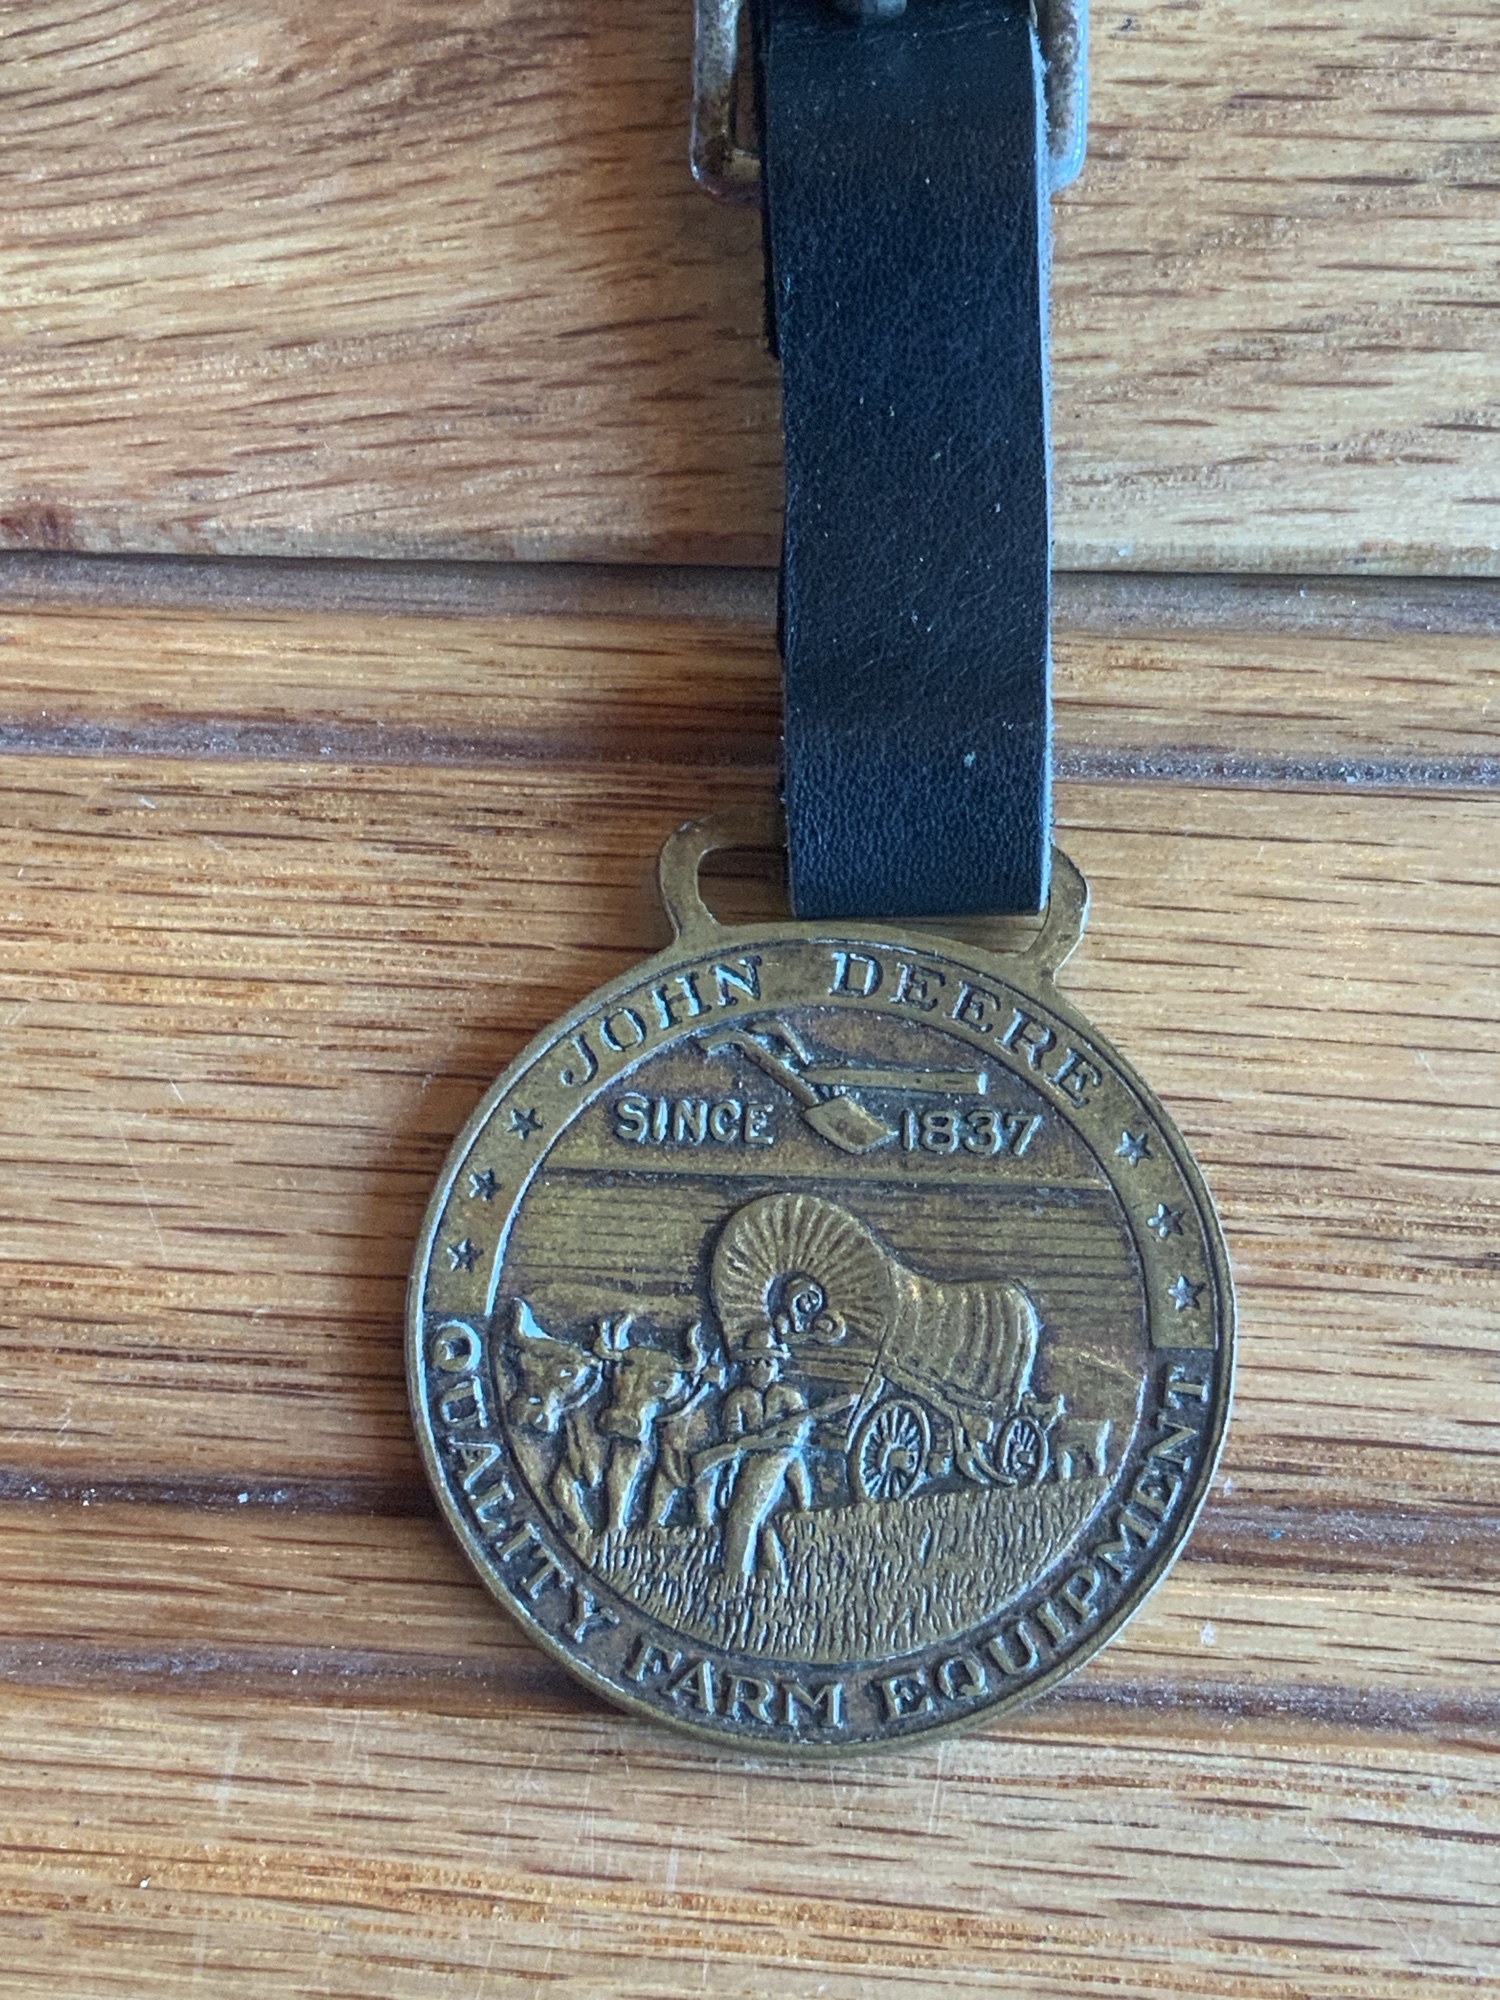 JOHN DEERE
SINCE 1837
QUALITY FARM EQUIPMENT